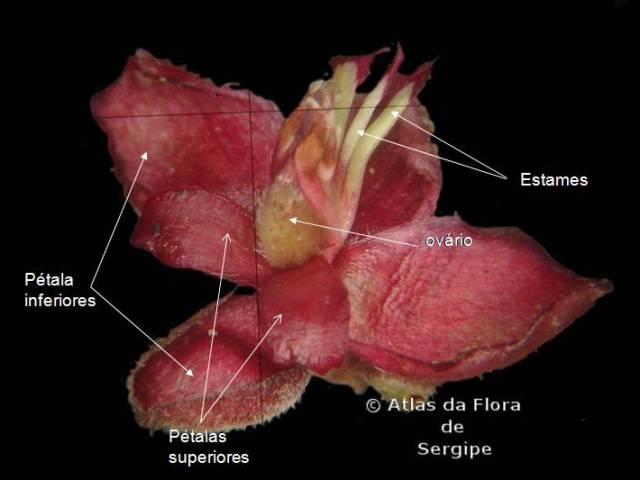 Estames
ovário
Pétala
inferiores
Pétalas
superiores
© Atlas da Flora
de
Sergipe